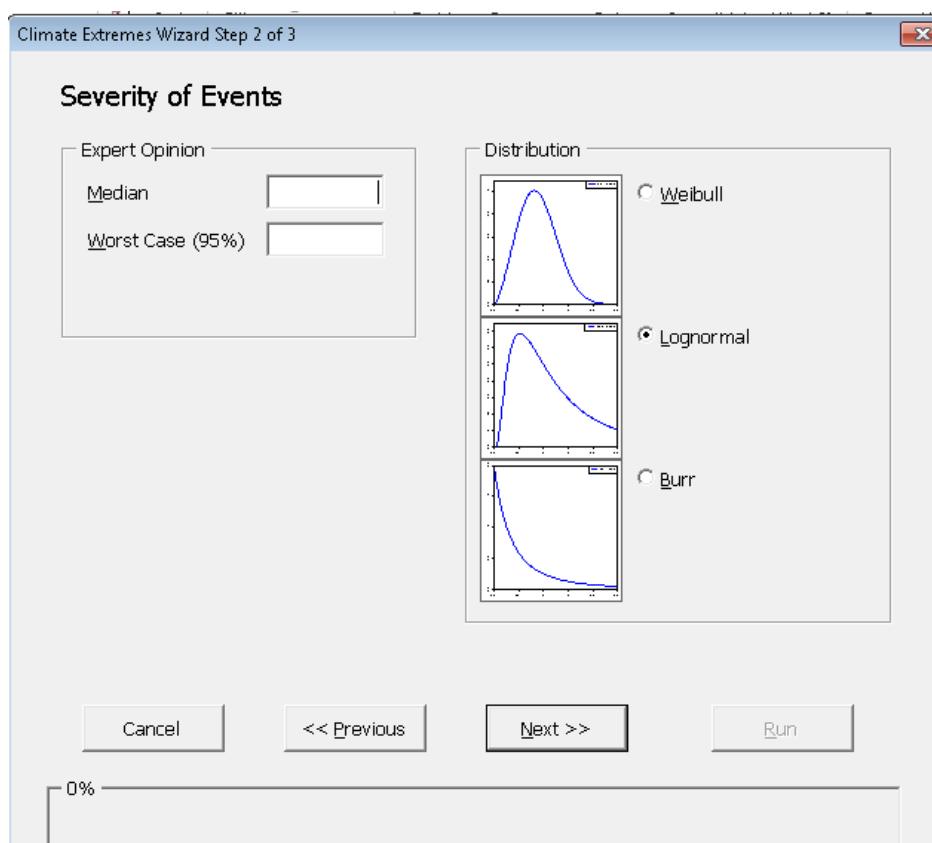 Climate Extremes Wizard Step 2 of 3
Severity of Events
Expert Opinion
Median
Worst Case (95%)
Distribution
Weibull
Lognormal
Burr
Cancel
<< Previous
Next >>
Run
0%